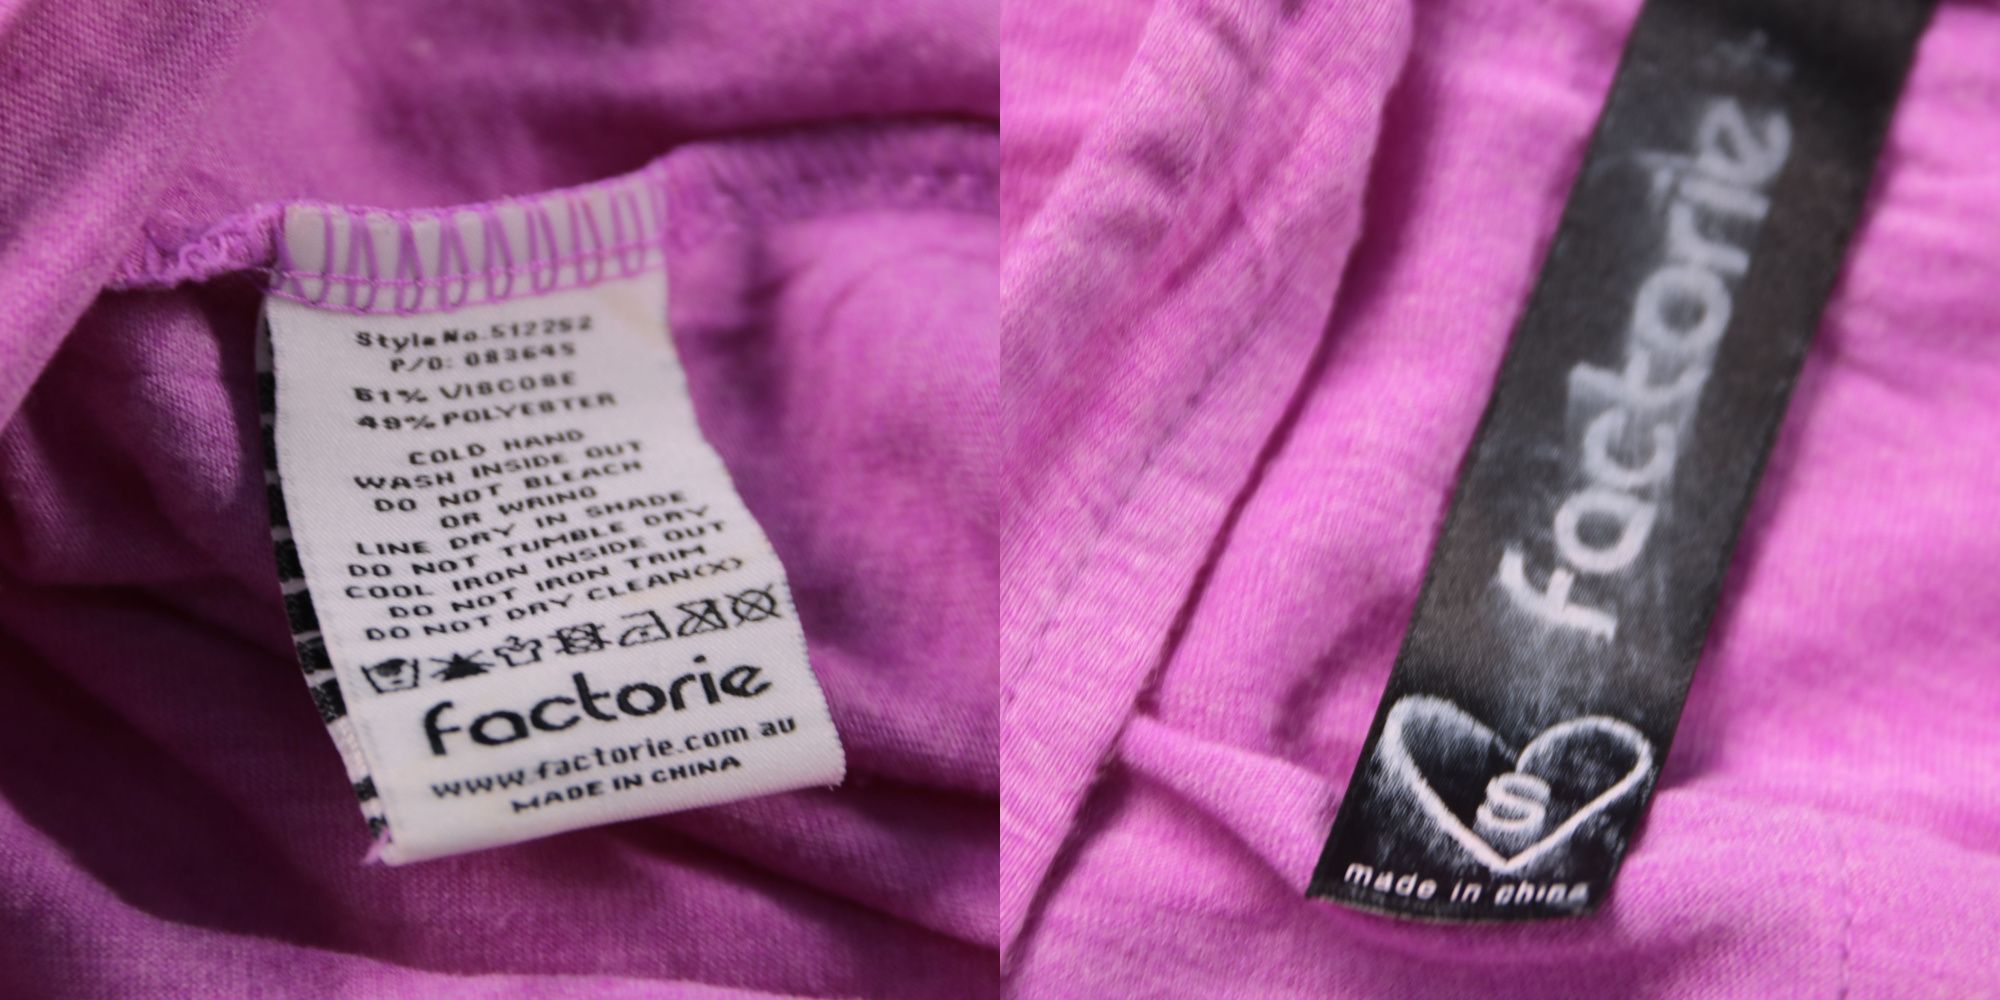 Style No.512252
P/O: 083645
51% VISCOSE
49% POLYESTER
COLD HAND
WASH INSIDE OUT
DO NOT BLEACH
OR WRING
LINE DRY IN SHADE
DO NOT TUMBLE DRY
COOL IRON INSIDE OUT
DO NOT IRON TRIM
DO NOT DRY CLEAN(X)
factorie
www.factorie.com.au
MADE IN CHINA
factorie
S
made in china